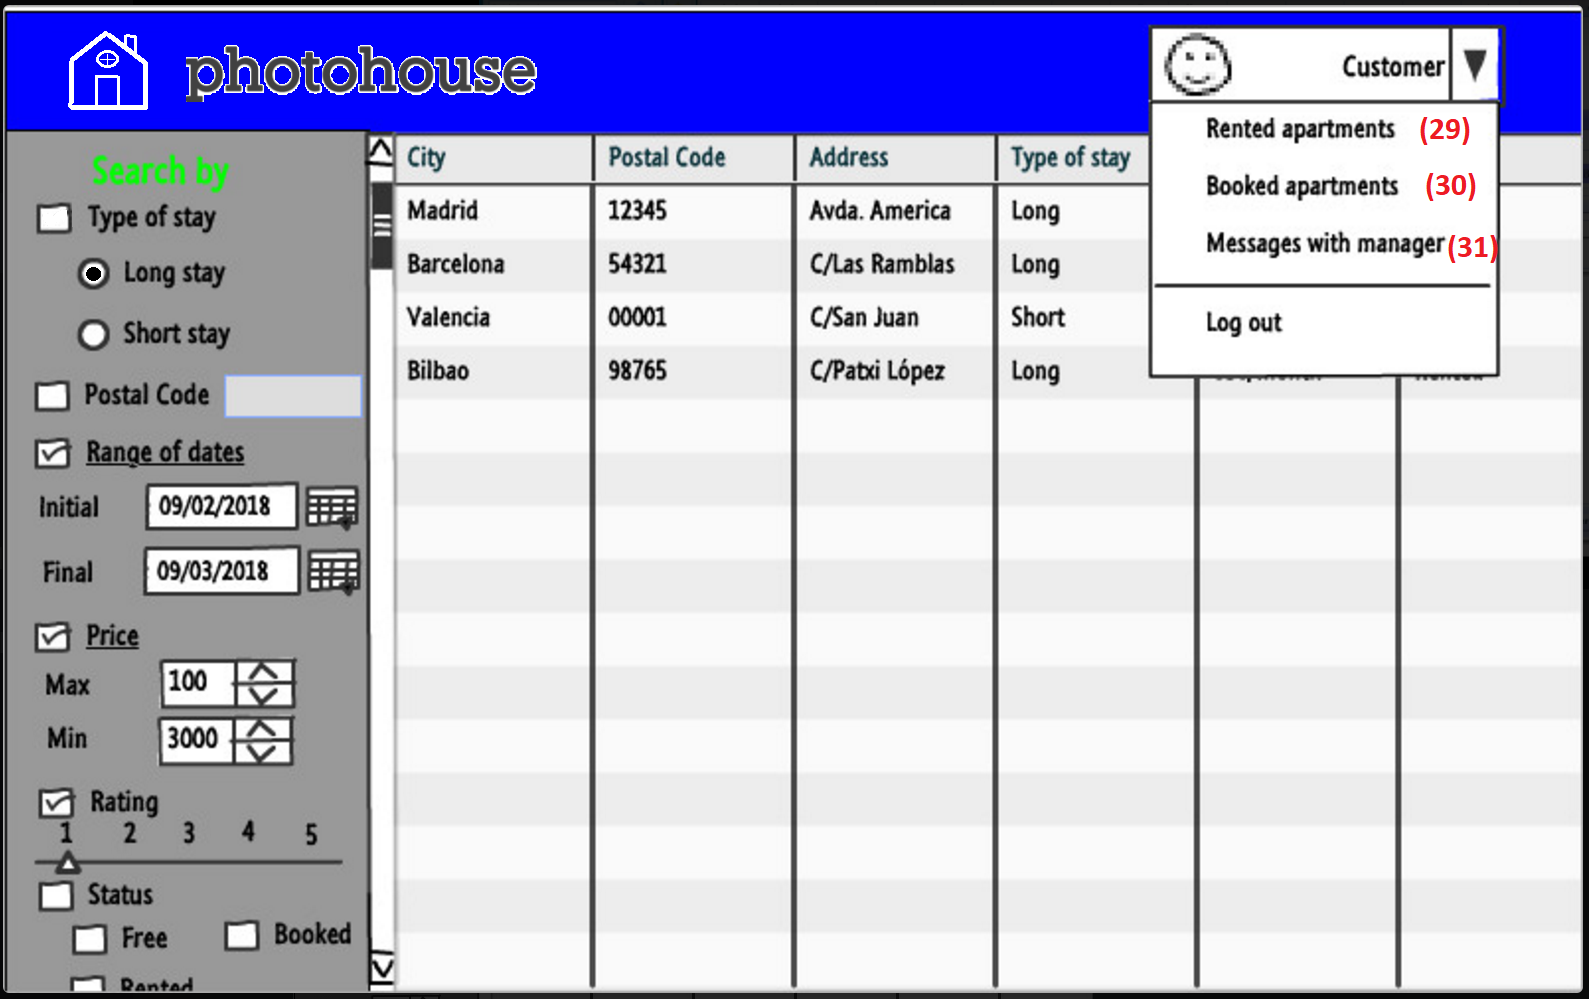 photohouse
Customer
Rented apartments (29)
Booked apartments (30)
Messages with manager (31)
Log out
Search by
Type of stay
Long stay
Short stay
Postal Code
Range of dates
Initial 09/02/2018
Final 09/03/2018
Price
Max 100
Min 3000
Rating
1 2 3 4 5
Status
Free Booked
Rented
City Postal Code Address Type of stay
Madrid 12345 Avda. America Long
Barcelona 54321 C/Las Ramblas Long
Valencia 00001 C/San Juan Short
Bilbao 98765 C/Patxi López Long